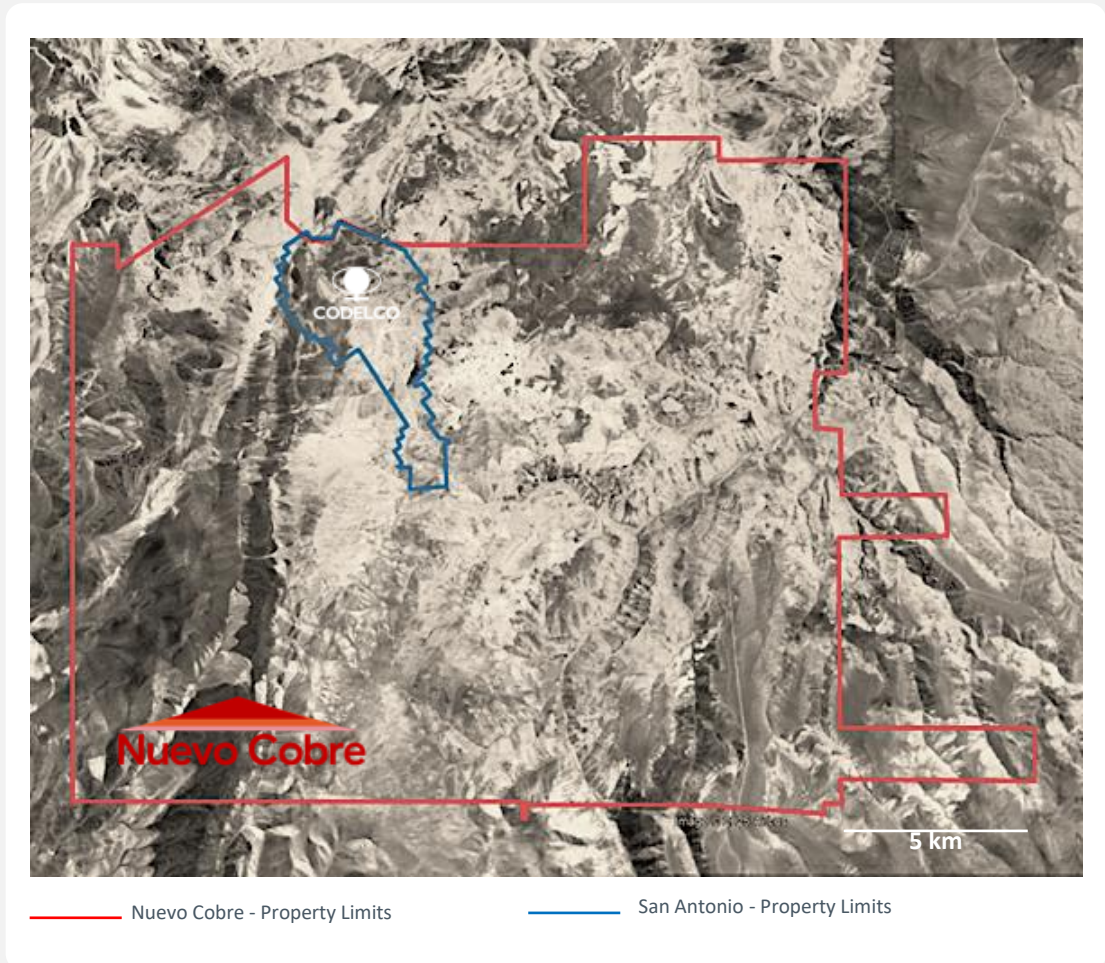 CODELCO
Nuevo Cobre
5 km
Nuevo Cobre - Property Limits
San Antonio - Property Limits